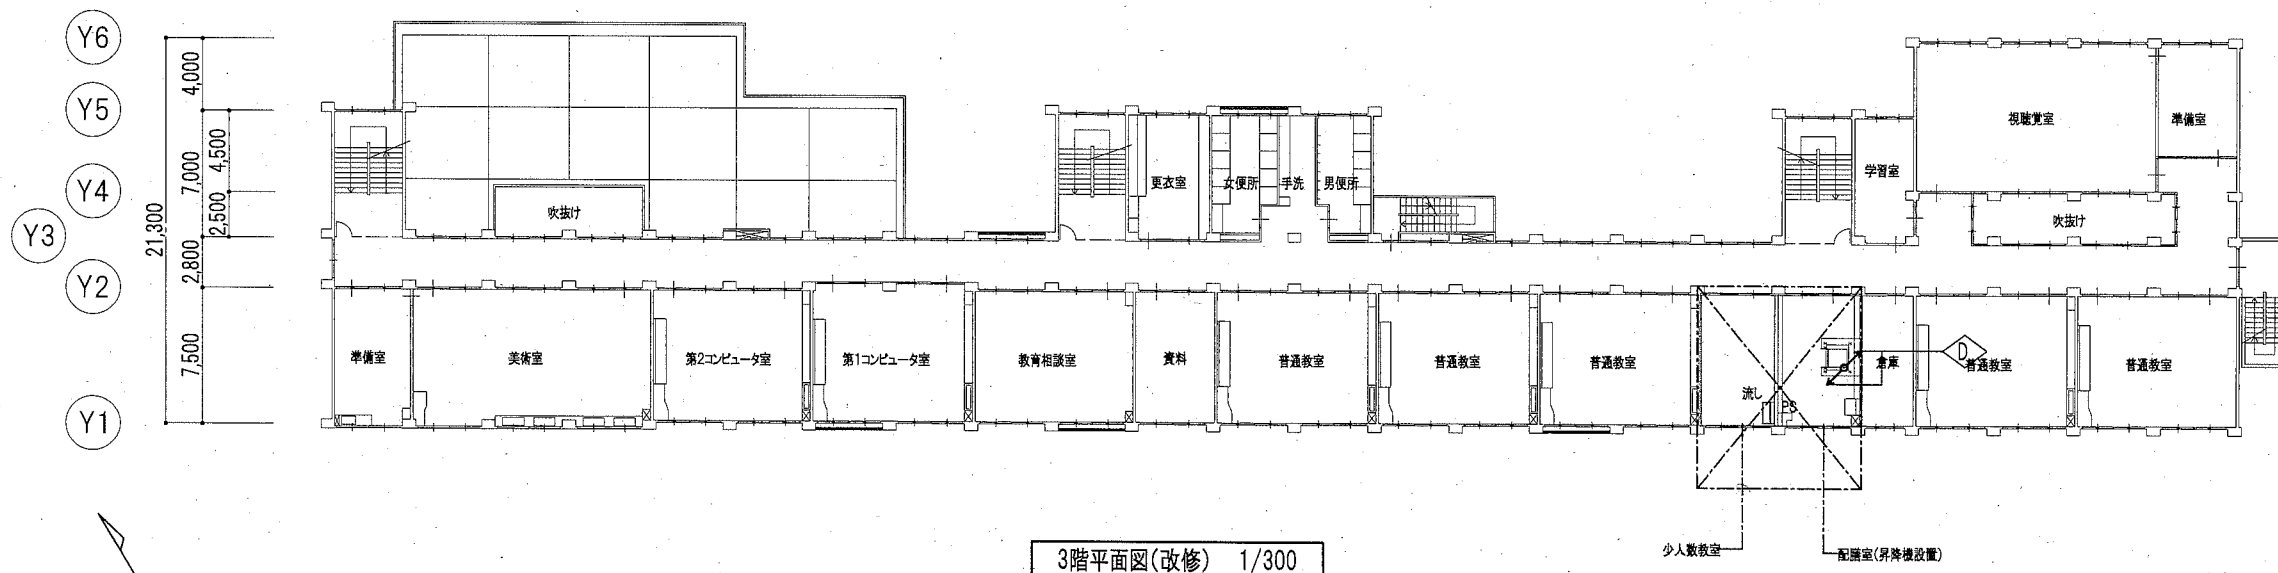 Y6
Y5
Y4
Y3
Y2
Y1
4,000
4,500
7,000
2,500
21,300
2,800
7,500
吹抜け
更衣室
女便所
手洗
男便所
学習室
視聴覚室
準備室
吹抜け
準備室
美術室
第2コンピュータ室
第1コンピュータ室
教育相談室
資料
普通教室
普通教室
普通教室
流し
PS
倉庫
D
普通教室
普通教室
少人数教室
配膳室(昇降機設置)
3階平面図(改修) 1/300